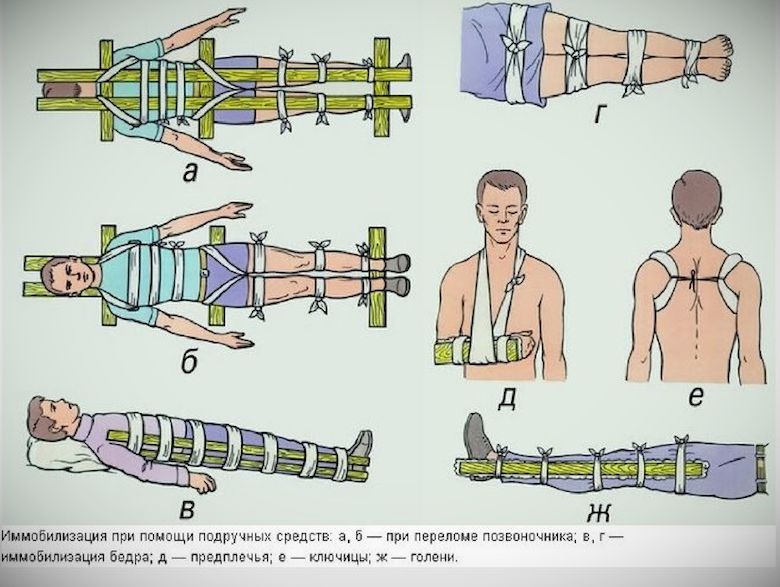 а
г
б
д
е
в
ж
Иммобилизация при помощи подручных средств: а, б — при переломе позвоночника; в, г —
иммобилизация бедра; д — предплечья; е — ключицы; ж — голени.